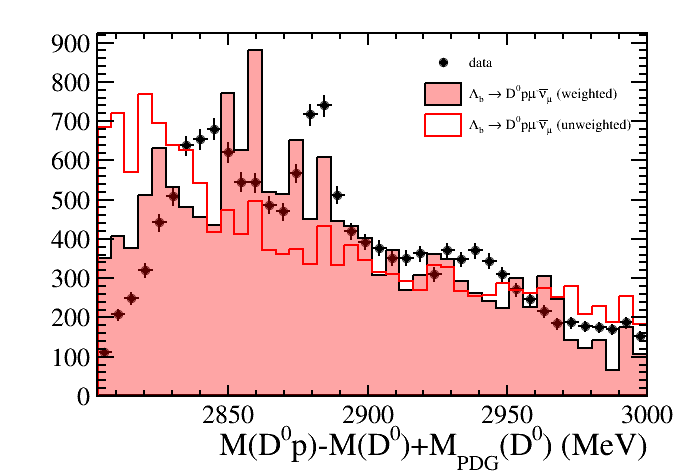 900
800
700
600
500
400
300
200
100
0
data
Λb → D⁰pμ ν̄μ (weighted)
Λb → D⁰pμ ν̄μ (unweighted)
2850 2900 2950 3000
M(D⁰p)-M(D⁰)+M_PDG(D⁰) (MeV)